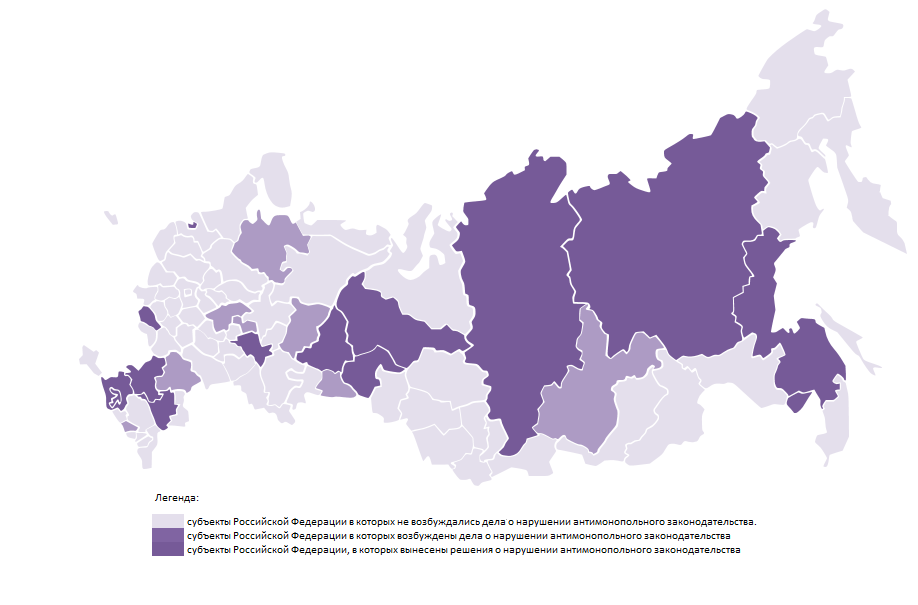 Легенда:
субъекты Российской Федерации в которых не возбуждались дела о нарушении антимонопольного законодательства.
субъекты Российской Федерации в которых возбуждены дела о нарушении антимонопольного законодательства
субъекты Российской Федерации, в которых вынесены решения о нарушении антимонопольного законодательства